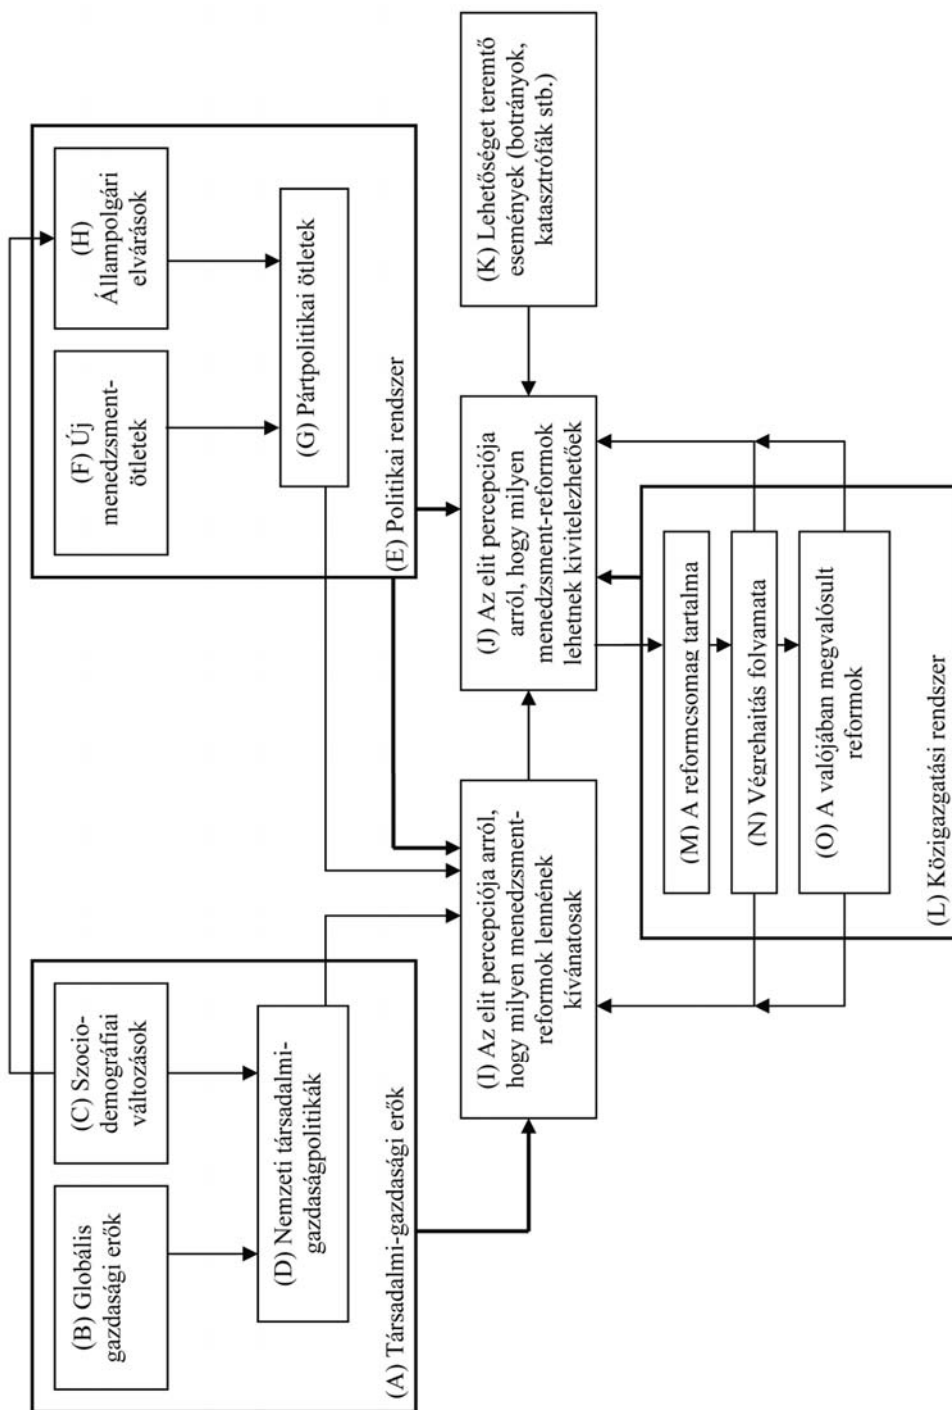 (B) Globális
gazdasági erők
(C) Szocio-
demográfiai
változások
(D) Nemzeti társadalmi-
gazdaságpolitikák
(A) Társadalmi-gazdasági erők
(F) Új
menedzsment-
ötletek
(H)
Állampolgári
elvárások
(G) Pártpolitikai ötletek
(E) Politikai rendszer
(I) Az elit percepciója arról,
hogy milyen menedzsment-
reformok lennének
kívánatosak
(J) Az elit percepciója
arról, hogy milyen
menedzsment-reformok
lehetnek kivitelezhetőek
(K) Lehetőséget teremtő
események (botrányok,
katasztrófák stb.)
(M) A reformcsomag tartalma
(N) Végrehajtás folyamata
(O) A valójában megvalósult
reformok
(L) Közigazgatási rendszer